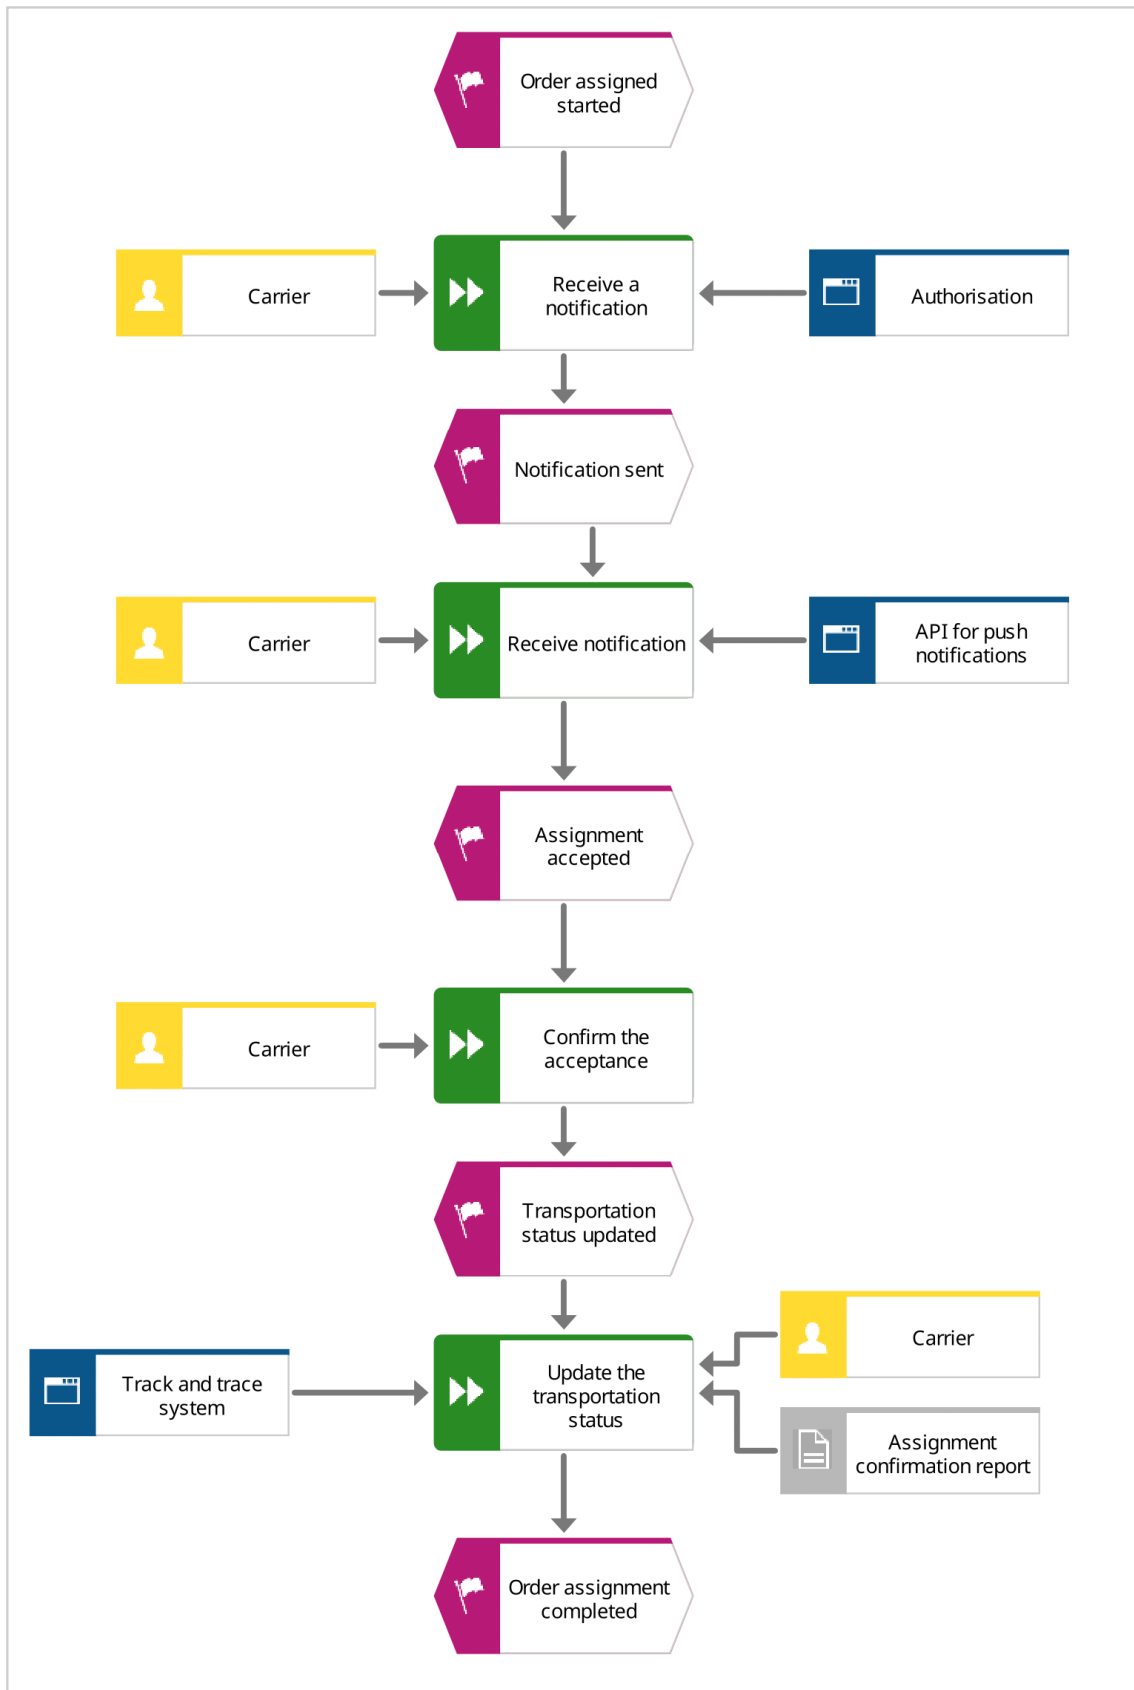 Order assigned
started
Carrier
Receive a
notification
Authorisation
Notification sent
Carrier
Receive notification
API for push
notifications
Assignment
accepted
Carrier
Confirm the
acceptance
Transportation
status updated
Track and trace
system
Update the
transportation
status
Carrier
Assignment
confirmation report
Order assignment
completed